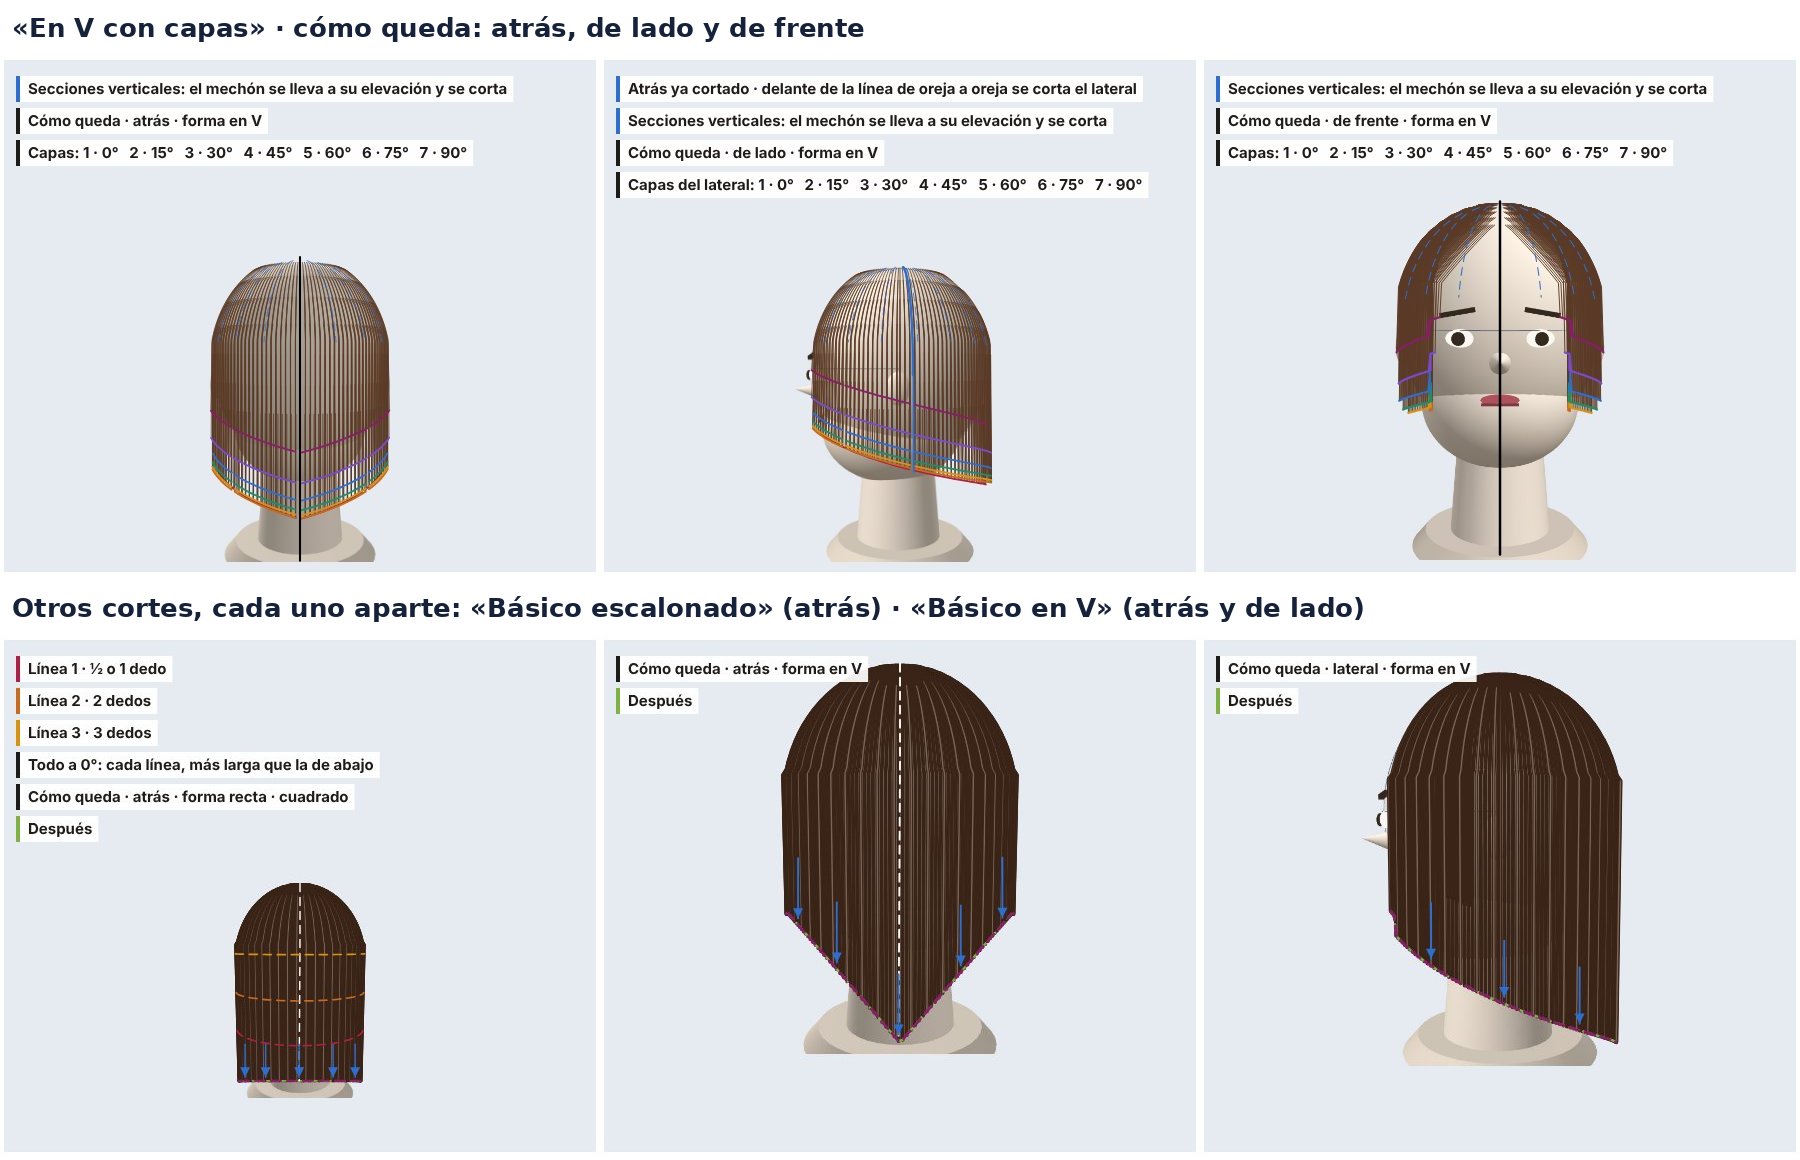 «En V con capas» · cómo queda: atrás, de lado y de frente
Secciones verticales: el mechón se lleva a su elevación y se corta
Cómo queda · atrás · forma en V
Capas: 1 · 0°  2 · 15°  3 · 30°  4 · 45°  5 · 60°  6 · 75°  7 · 90°
Atrás ya cortado · delante de la línea de oreja a oreja se corta el lateral
Secciones verticales: el mechón se lleva a su elevación y se corta
Cómo queda · de lado · forma en V
Capas del lateral: 1 · 0°  2 · 15°  3 · 30°  4 · 45°  5 · 60°  6 · 75°  7 · 90°
Secciones verticales: el mechón se lleva a su elevación y se corta
Cómo queda · de frente · forma en V
Capas: 1 · 0°  2 · 15°  3 · 30°  4 · 45°  5 · 60°  6 · 75°  7 · 90°
Otros cortes, cada uno aparte: «Básico escalonado» (atrás) · «Básico en V» (atrás y de lado)
Línea 1 · ½ o 1 dedo
Línea 2 · 2 dedos
Línea 3 · 3 dedos
Todo a 0°: cada línea, más larga que la de abajo
Cómo queda · atrás · forma recta · cuadrado
Después
Cómo queda · atrás · forma en V
Después
Cómo queda · lateral · forma en V
Después